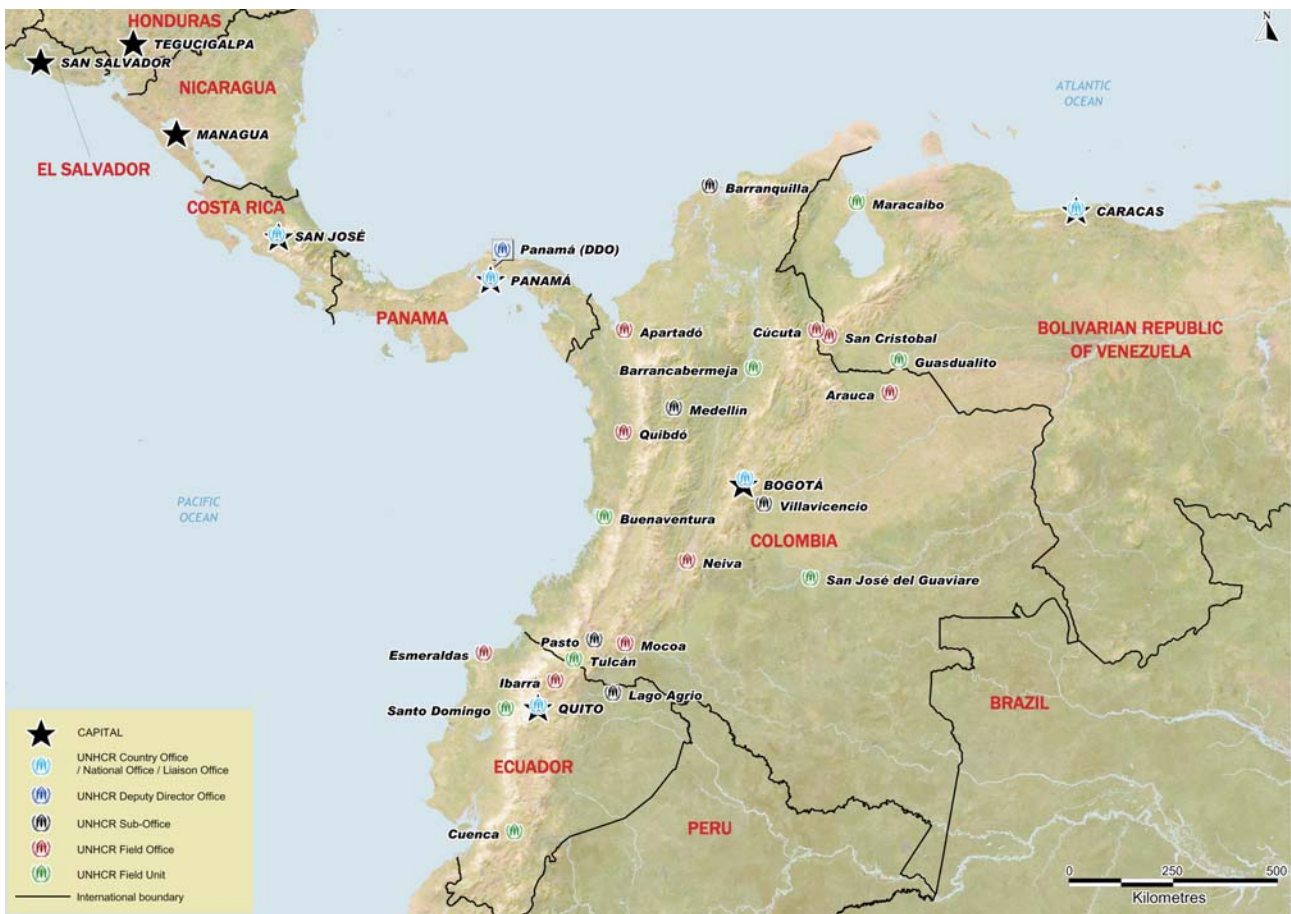 HONDURAS
TEGUCIGALPA
SAN SALVADOR
NICARAGUA
MANAGUA
EL SALVADOR
COSTA RICA
SAN JOSÉ
Panamá (DDO)
PANAMÁ
PANAMA
N
ATLANTIC
OCEAN
Barranquilla
Maracaibo
CARACAS
Apartadó
Cúcuta
San Cristobal
BOLIVARIAN REPUBLIC
OF VENEZUELA
Guasdualito
Barrancabermeja
Arauca
Medellín
Quibdó
BOGOTÁ
Villavicencio
PACIFIC
OCEAN
Buenaventura
COLOMBIA
Neiva
San José del Guaviare
Pasto
Mocoa
Esmeraldas
Tulcán
Ibarra
Lago Agrio
Santo Domingo
QUITO
BRAZIL
ECUADOR
PERU
Cuenca
CAPITAL
UNHCR Country Office
/ National Office / Liaison Office
UNHCR Deputy Director Office
UNHCR Sub-Office
UNHCR Field Office
UNHCR Field Unit
International boundary
0 250 500
Kilometres